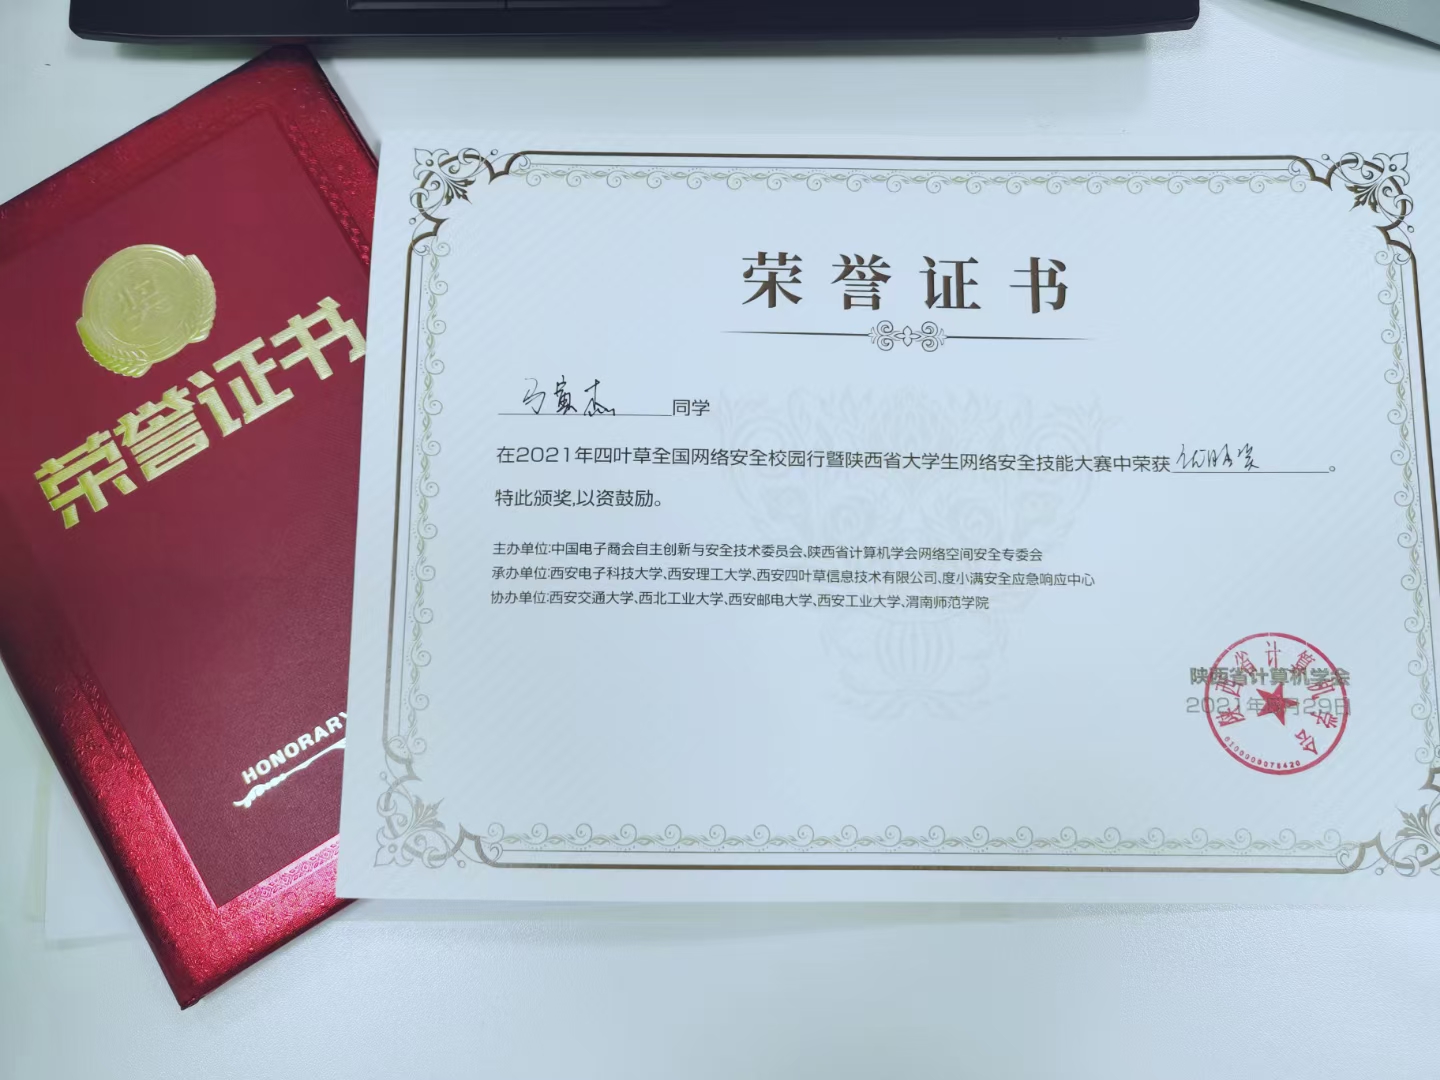 荣誉证书
HONORARY
荣誉证书
马寅杰 同学
在2021年四叶草全国网络安全校园行暨陕西省大学生网络安全技能大赛中荣获 优胜奖 。
特此颁奖,以资鼓励。
主办单位:中国电子商会自主创新与安全技术委员会、陕西省计算机学会网络空间安全专委会
承办单位:西安电子科技大学、西安理工大学、西安四叶草信息技术有限公司、度小满安全应急响应中心
协办单位:西安交通大学、西北工业大学、西安邮电大学、西安工业大学、渭南师范学院
陕西省计算机学会
2021年 月29日
陕西省计算机学会